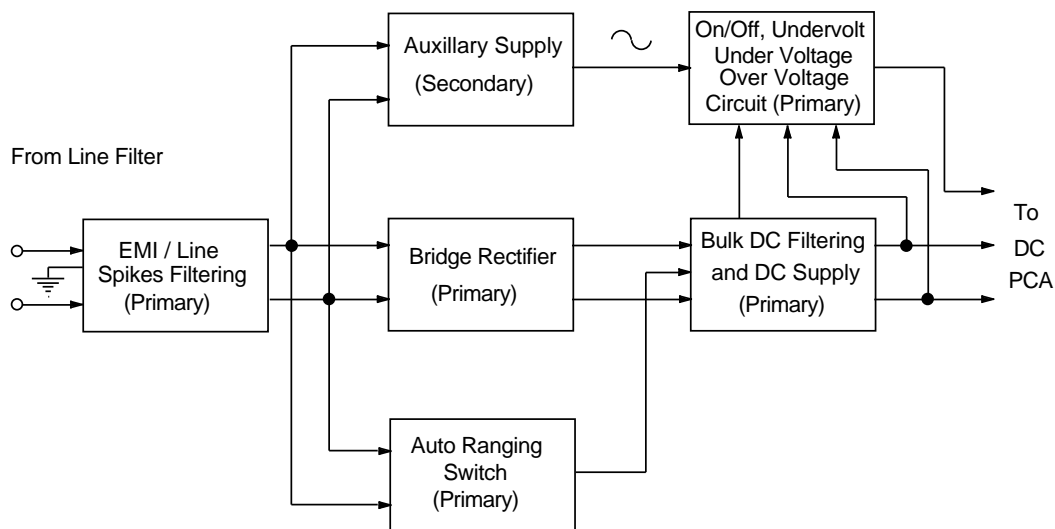 Auxillary Supply
(Secondary)
On/Off, Undervolt
Under Voltage
Over Voltage
Circuit (Primary)
From Line Filter
EMI / Line
Spikes Filtering
(Primary)
Bridge Rectifier
(Primary)
Bulk DC Filtering
and DC Supply
(Primary)
To
DC
PCA
Auto Ranging
Switch
(Primary)